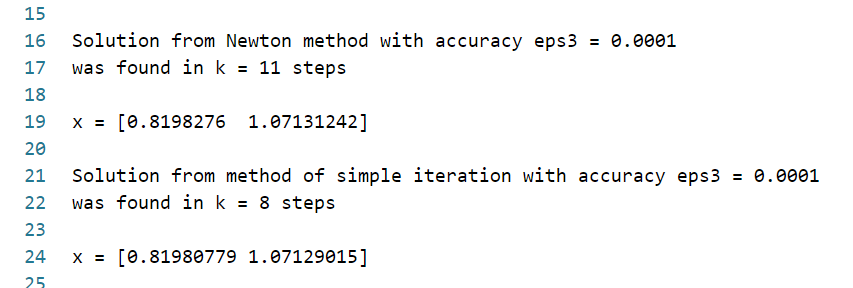 15
16 Solution from Newton method with accuracy eps3 = 0.0001
17 was found in k = 11 steps
18
19 x = [0.8198276  1.07131242]
20
21 Solution from method of simple iteration with accuracy eps3 = 0.0001
22 was found in k = 8 steps
23
24 x = [0.81980779 1.07129015]
25